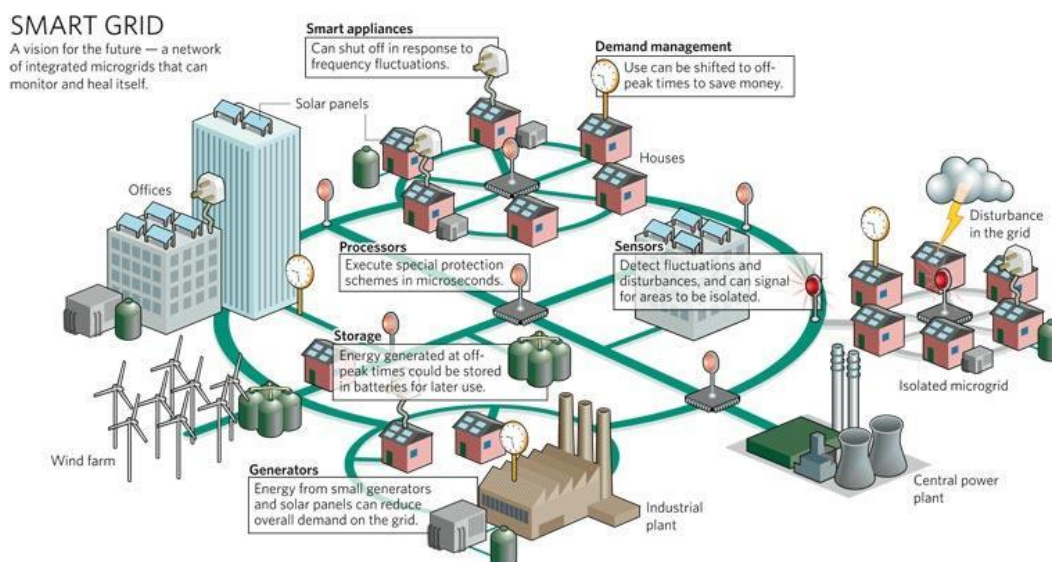 SMART GRID
A vision for the future — a network
of integrated microgrids that can
monitor and heal itself.
Smart appliances
Can shut off in response to
frequency fluctuations.
Demand management
Use can be shifted to off-
peak times to save money.
Solar panels
Houses
Offices
Disturbance
in the grid
Processors
Execute special protection
schemes in microseconds.
Sensors
Detect fluctuations and
disturbances, and can signal
for areas to be isolated.
Storage
Energy generated at off-
peak times could be stored
in batteries for later use.
Isolated microgrid
Wind farm
Generators
Energy from small generators
and solar panels can reduce
overall demand on the grid.
Industrial
plant
Central power
plant